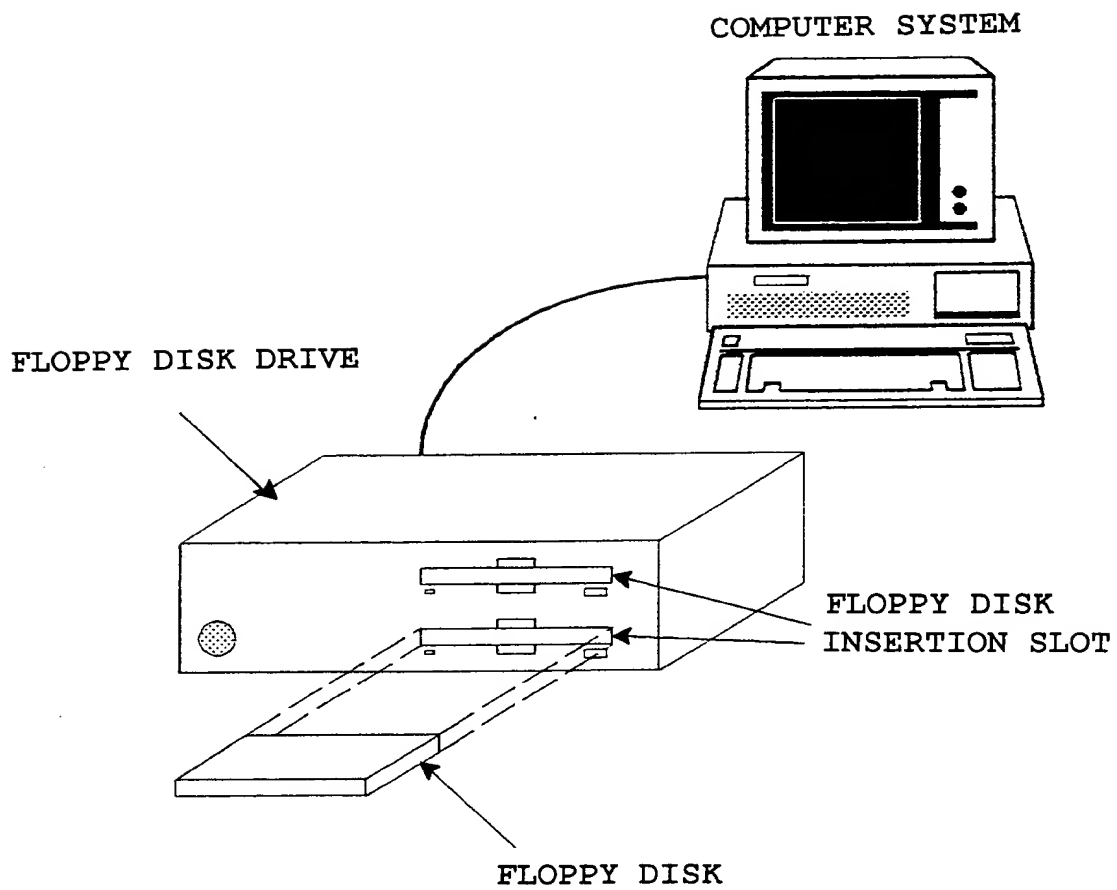 COMPUTER SYSTEM
FLOPPY DISK DRIVE
FLOPPY DISK
INSERTION SLOT
FLOPPY DISK